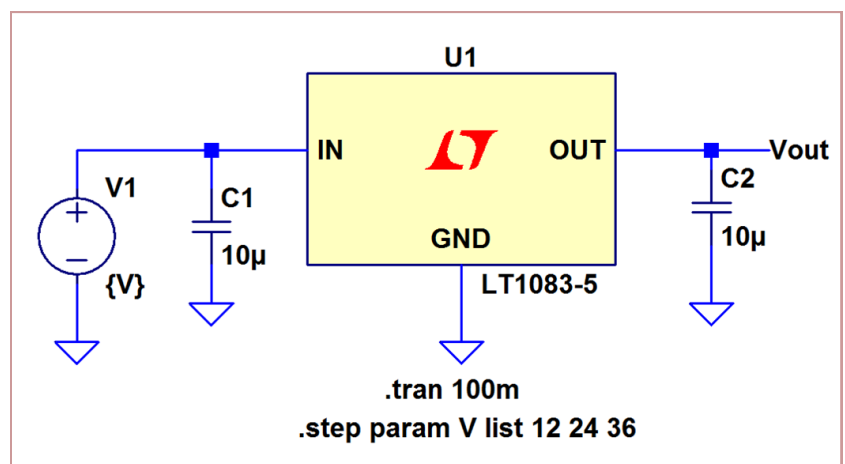 U1
IN
OUT
Vout
V1
C1
C2
10µ
10µ
GND
{V}
LT1083-5
.tran 100m
.step param V list 12 24 36